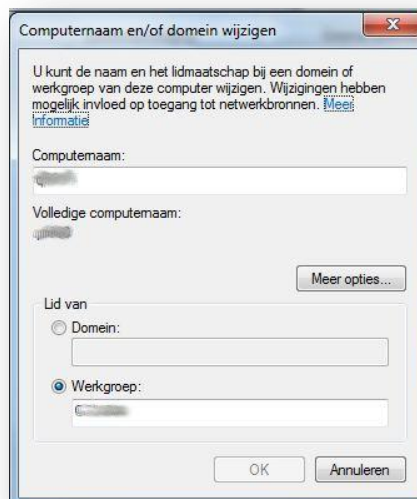 Computernaam en/of domein wijzigen
U kunt de naam en het lidmaatschap bij een domein of
werkgroep van deze computer wijzigen. Wijzigingen hebben
mogelijk invloed op toegang tot netwerkbronnen. Meer
informatie
Computernaam:
Volledige computernaam:
Meer opties...
Lid van
Domein:
Werkgroep:
OK
Annuleren